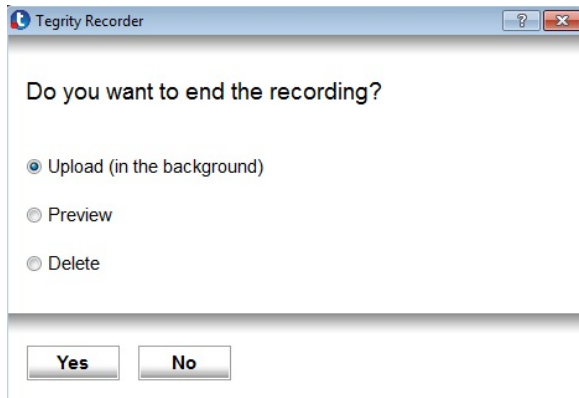 Tegrity Recorder
Do you want to end the recording?
Upload (in the background)
Preview
Delete
Yes No